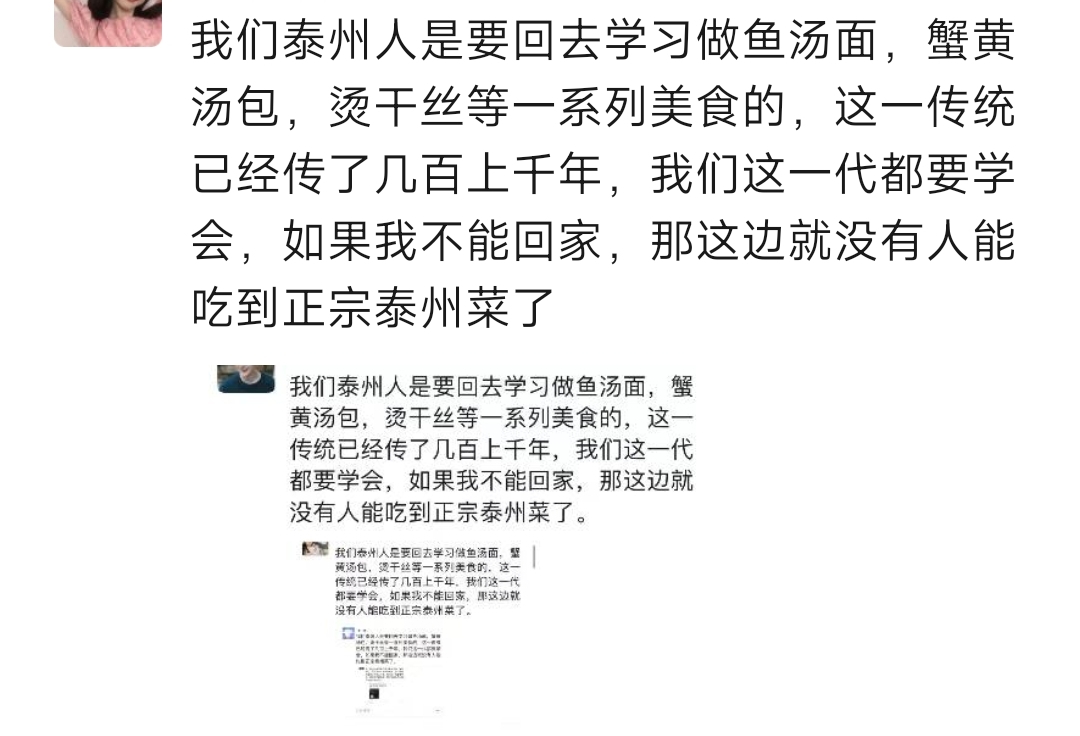 我们泰州人是要回去学习做鱼汤面，蟹黄
汤包，烫干丝等一系列美食的，这一传统
已经传了几百上千年，我们这一代都要学
会，如果我不能回家，那这边就没有人能
吃到正宗泰州菜了
我们泰州人是要回去学习做鱼汤面，蟹
黄汤包，烫干丝等一系列美食的，这一
传统已经传了几百上千年，我们这一代
都要学会，如果我不能回家，那这边就
没有人能吃到正宗泰州菜了。
我们泰州人是要回去学习做鱼汤面，蟹
黄汤包，烫干丝等一系列美食的，这一
传统已经传了几百上千年，我们这一代
都要学会，如果我不能回家，那这边就
没有人能吃到正宗泰州菜了。